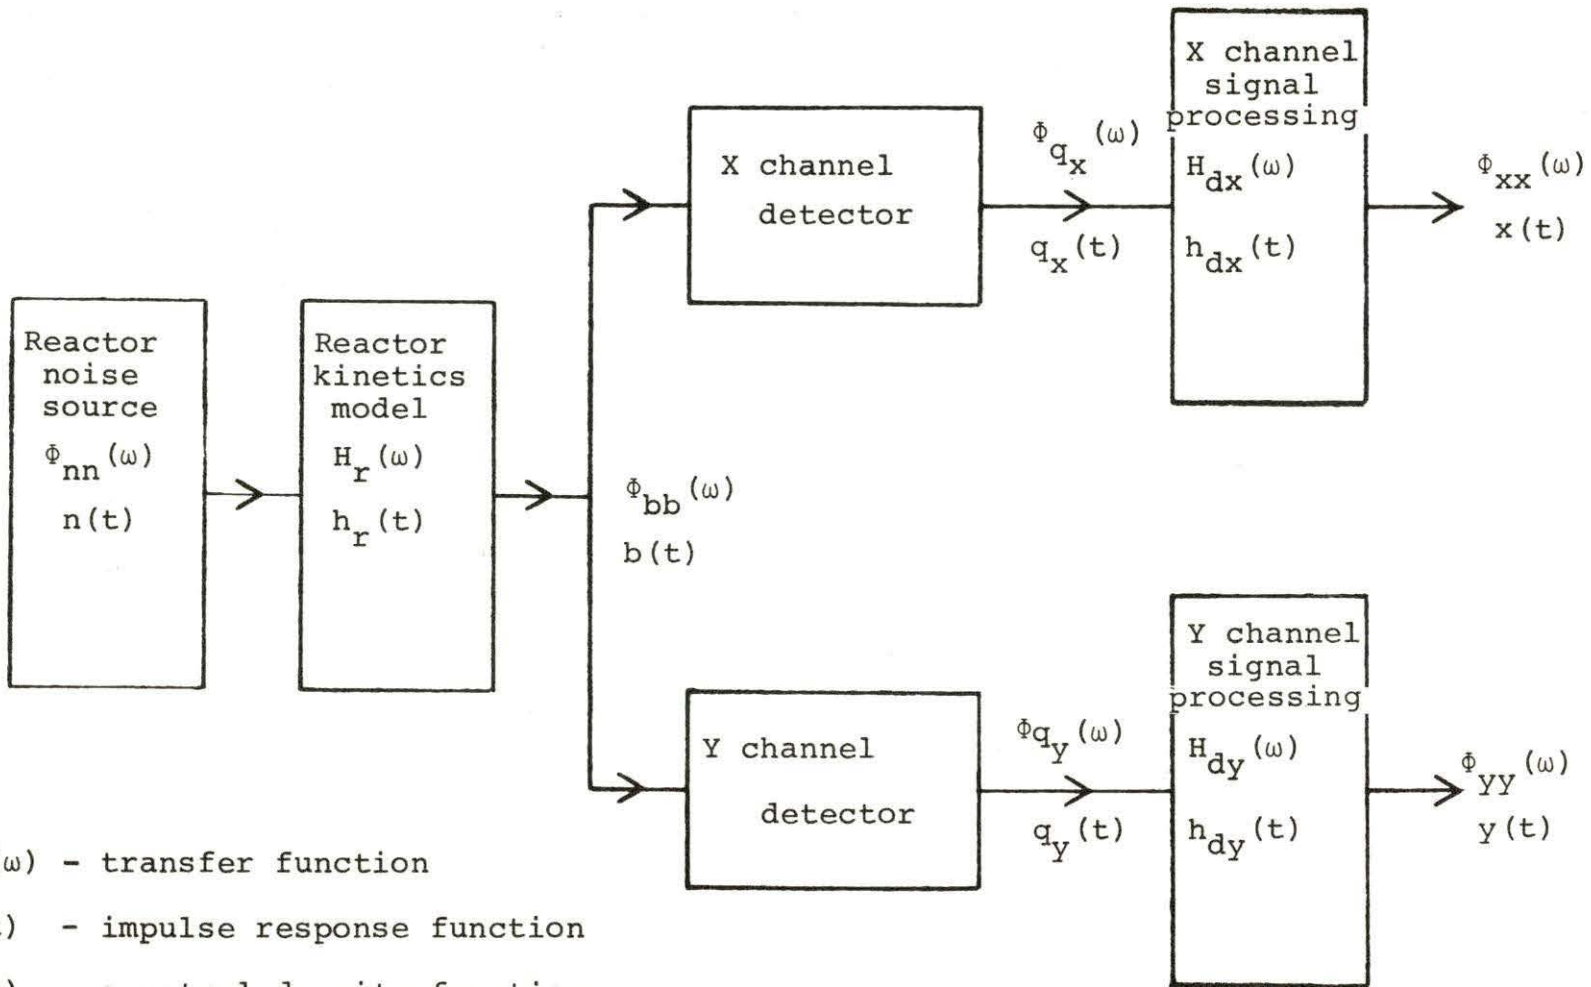 Reactor
noise
source
Φnn(ω)
n(t)
Reactor
kinetics
model
Hr(ω)
hr(t)
Φbb(ω)
b(t)
X channel
detector
Φqx(ω)
qx(t)
X channel
signal
processing
Hdx(ω)
hdx(t)
Φxx(ω)
x(t)
Y channel
detector
Φqy(ω)
qy(t)
Y channel
signal
processing
Hdy(ω)
hdy(t)
Φyy(ω)
y(t)
ω) - transfer function
) - impulse response function